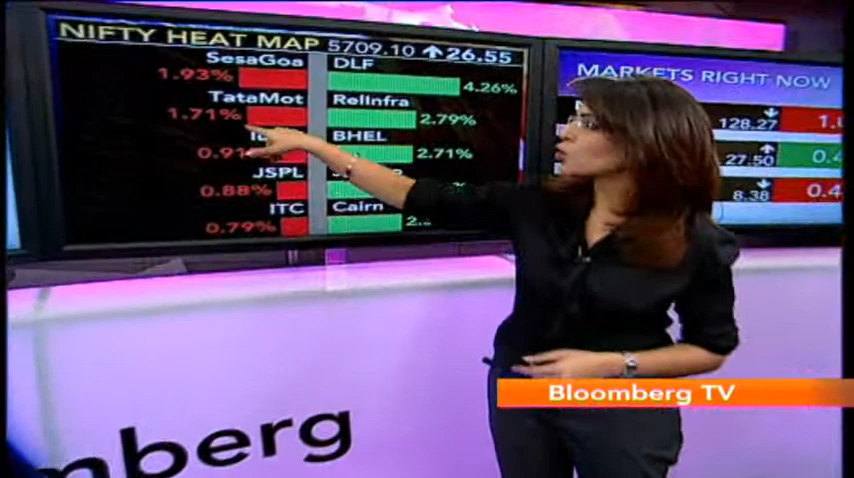 NIFTY HEAT MAP 5709.10 26.55
SesaGoa DLF
1.93% 4.26%
TataMot RelInfra
1.71% 2.79%
BHEL
0.91 2.71%
JSPL
0.88%
ITC Cairn
0.79%
MARKETS RIGHT NOW
128.27
27.50
8.38
Bloomberg TV
mberg